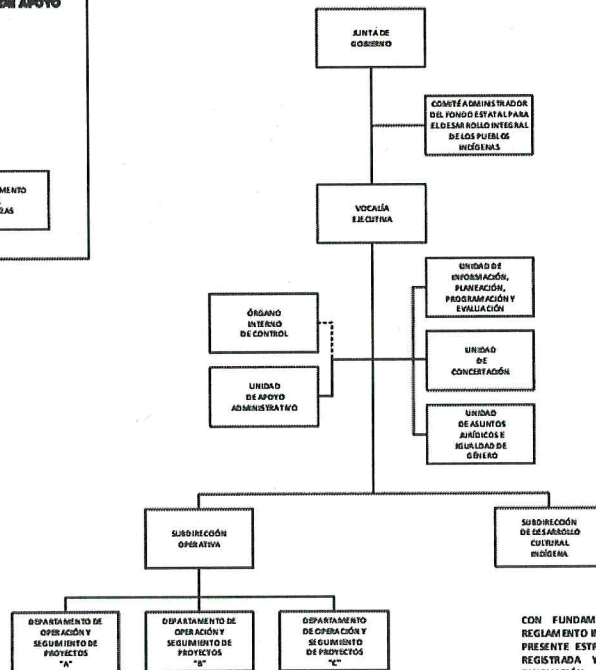 DE APOYO
JUNTA DE
GOBIERNO
COMITÉ ADMINISTRADOR
DEL FONDO ESTATAL PARA
EL DESARROLLO INTEGRAL
DE LOS PUEBLOS
INDÍGENAS
VOCALÍA
EJECUTIVA
UNIDAD DE
INFORMACIÓN,
PLANEACIÓN,
PROGRAMACIÓN Y
EVALUACIÓN
ÓRGANO
INTERNO
DE CONTROL
UNIDAD
DE
CONCERTACIÓN
UNIDAD
DE APOYO
ADMINISTRATIVO
UNIDAD
DE ASUNTOS
JURÍDICOS E
IGUALDAD DE
GÉNERO
SUBDIRECCIÓN
OPERATIVA
SUBDIRECCIÓN
DE DESARROLLO
CULTURAL
INDÍGENA
DEPARTAMENTO DE
OPERACIÓN Y
SEGUIMIENTO DE
PROYECTOS
"A"
DEPARTAMENTO DE
OPERACIÓN Y
SEGUIMIENTO DE
PROYECTOS
"B"
DEPARTAMENTO
DE OPERACIÓN Y
SEGUIMIENTO
DE PROYECTOS
"C"
CON FUNDAM
REGLAMENTO IN
PRESENTE ESTR
REGISTRADA Y